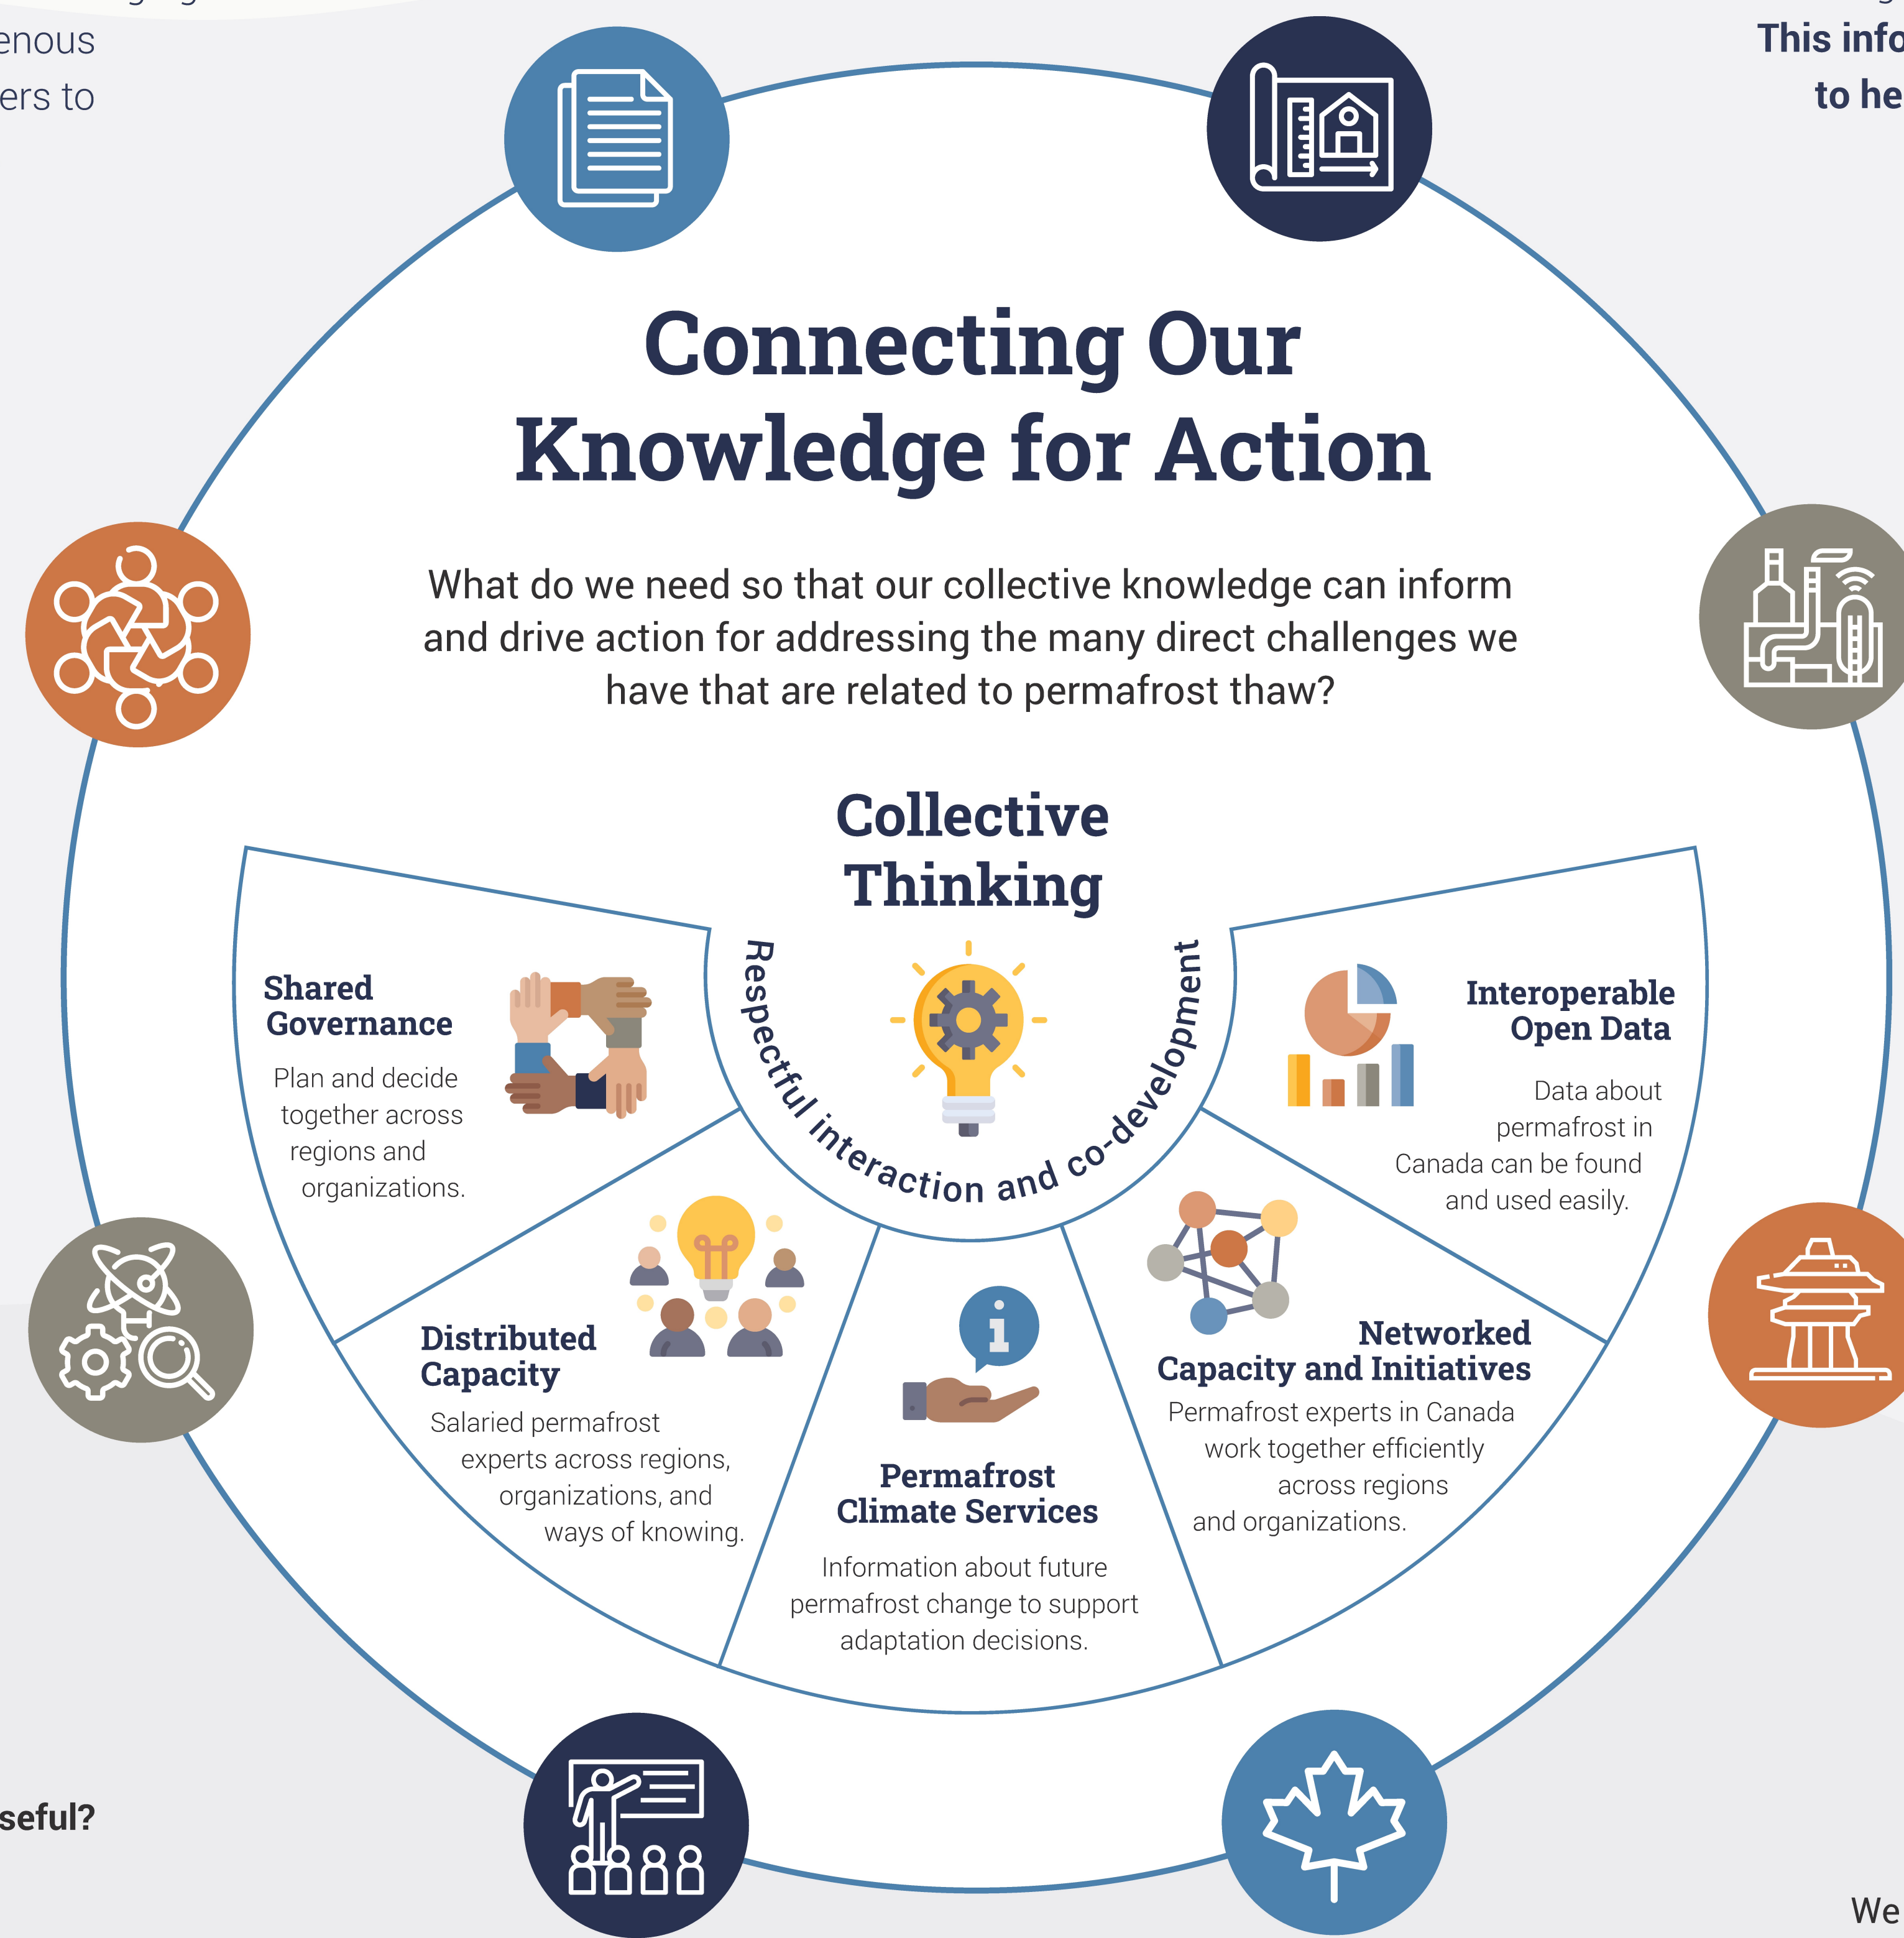 enous
ers to
This info
to he
Connecting Our
Knowledge for Action
What do we need so that our collective knowledge can inform
and drive action for addressing the many direct challenges we
have that are related to permafrost thaw?
Collective
Thinking
Respectful interaction and co-development
Shared
Governance
Plan and decide
together across
regions and
organizations.
Distributed
Capacity
Salaried permafrost
experts across regions,
organizations, and
ways of knowing.
Permafrost
Climate Services
Information about future
permafrost change to support
adaptation decisions.
Networked
Capacity and Initiatives
Permafrost experts in Canada
work together efficiently
across regions
and organizations.
Interoperable
Open Data
Data about
permafrost in
Canada can be found
and used easily.
seful?
We